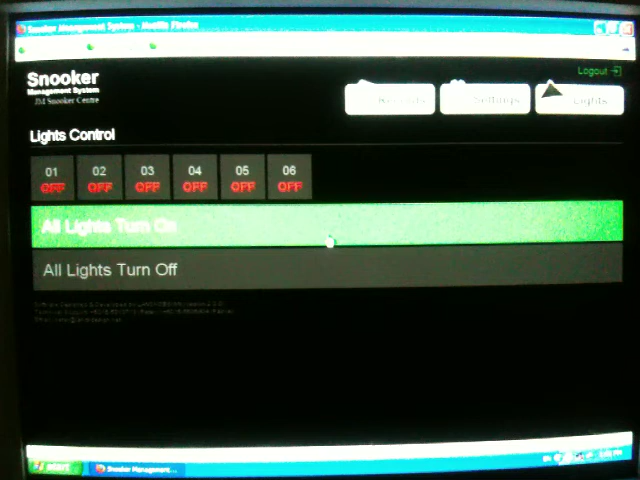 Snooker Management System - Mozilla Firefox
Logout
Snooker
Management System
JM Snooker Centre
Records
Settings
Lights
Lights Control
01 02 03 04 05 06
OFF OFF OFF OFF OFF OFF
All Lights Turn On
All Lights Turn Off
start
Snooker Management...